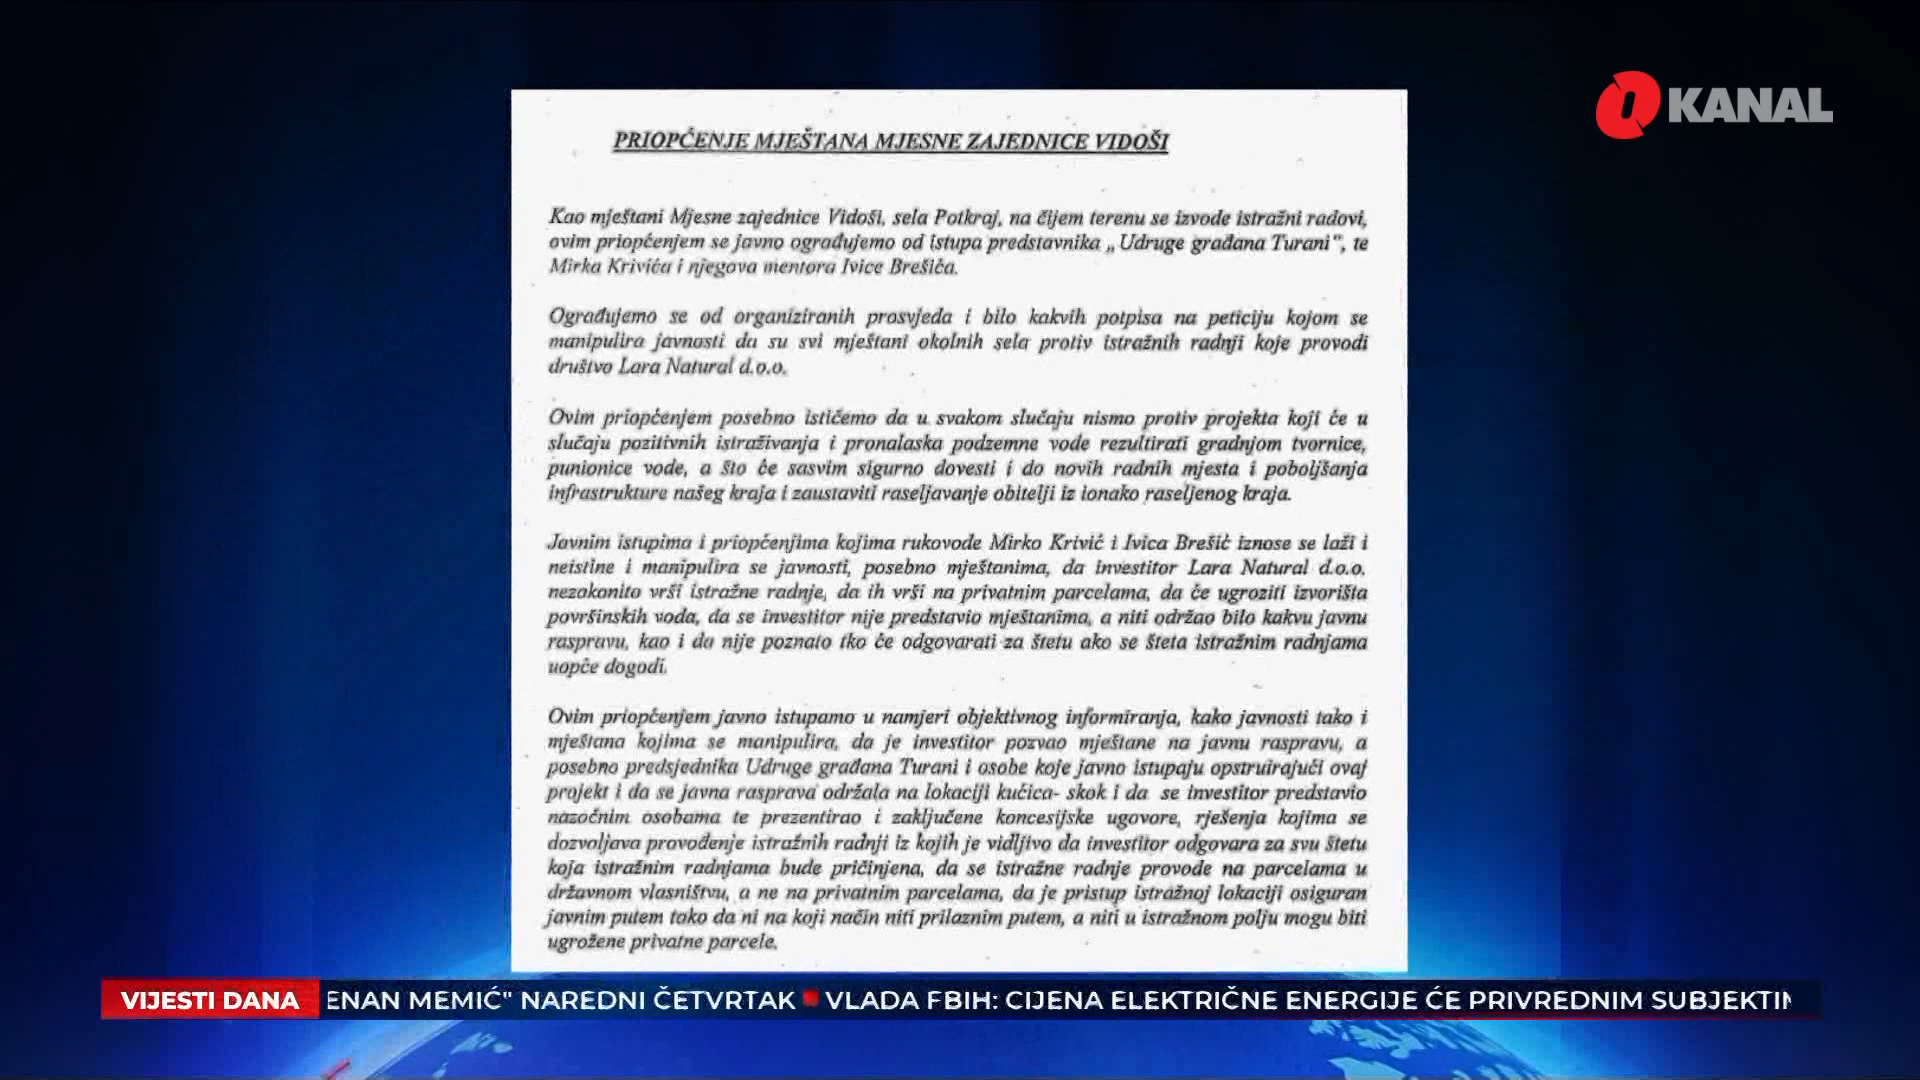 O KANAL
PRIOPĆENJE MJEŠTANA MJESNE ZAJEDNICE VIDOŠI
Kao mještani Mjesne zajednice Vidoši, sela Potkraj, na čijem terenu se izvode istražni radovi,
ovim priopćenjem se javno ograđujemo od istupa predstavnika „Udruge građana Turani“, te
Mirka Krivića i njegova mentora Ivice Brešića.
Ograđujemo se od organiziranih prosvjeda i bilo kakvih potpisa na peticiju kojom se
manipulira javnosti da su svi mještani okolnih sela protiv istražnih radnji koje provodi
društvo Lara Natural d.o.o.
Ovim priopćenjem posebno ističemo da u svakom slučaju nismo protiv projekta koji će u
slučaju pozitivnih istraživanja i pronalaska podzemne vode rezultirati gradnjom tvornice,
punionice vode, a što će sasvim sigurno dovesti i do novih radnih mjesta i poboljšanja
infrastrukture našeg kraja i zaustaviti raseljavanje obitelji iz ionako raseljenog kraja.
Javnim istupima i priopćenjima kojima rukovode Mirko Krivić i Ivica Brešić iznose se laži i
neistine i manipulira se javnosti, posebno mještanima, da investitor Lara Natural d.o.o.
nezakonito vrši istražne radnje, da ih vrši na privatnim parcelama, da će ugroziti izvorišta
površinskih voda, da se investitor nije predstavio mještanima, a niti održao bilo kakvu javnu
raspravu, kao i da nije poznato tko će odgovarati za štetu ako se šteta istražnim radnjama
uopće dogodi.
Ovim priopćenjem javno istupamo u namjeri objektivnog informiranja, kako javnosti tako i
mještana kojima se manipulira, da je investitor pozvao mještane na javnu raspravu, a
posebno predsjednika Udruge građana Turani i osobe koje javno istupaju opstruirajući ovaj
projekt i da se javna rasprava održala na lokaciji kućica- skok i da se investitor predstavio
nazočnim osobama te prezentirao i zaključene koncesijske ugovore, rješenja kojima se
dozvoljava provođenje istražnih radnji iz kojih je vidljivo da investitor odgovara za svu štetu
koja istražnim radnjama bude pričinjena, da se istražne radnje provode na parcelama u
državnom vlasništvu, a ne na privatnim parcelama, da je pristup istražnoj lokaciji osiguran
javnim putem tako da ni na koji način niti prilaznim putem, a niti u istražnom polju mogu biti
ugrožene privatne parcele.
VIJESTI DANA ENAN MEMIĆ" NAREDNI ČETVRTAK VLADA FBIH: CIJENA ELEKTRIČNE ENERGIJE ĆE PRIVREDNIM SUBJEKTIM